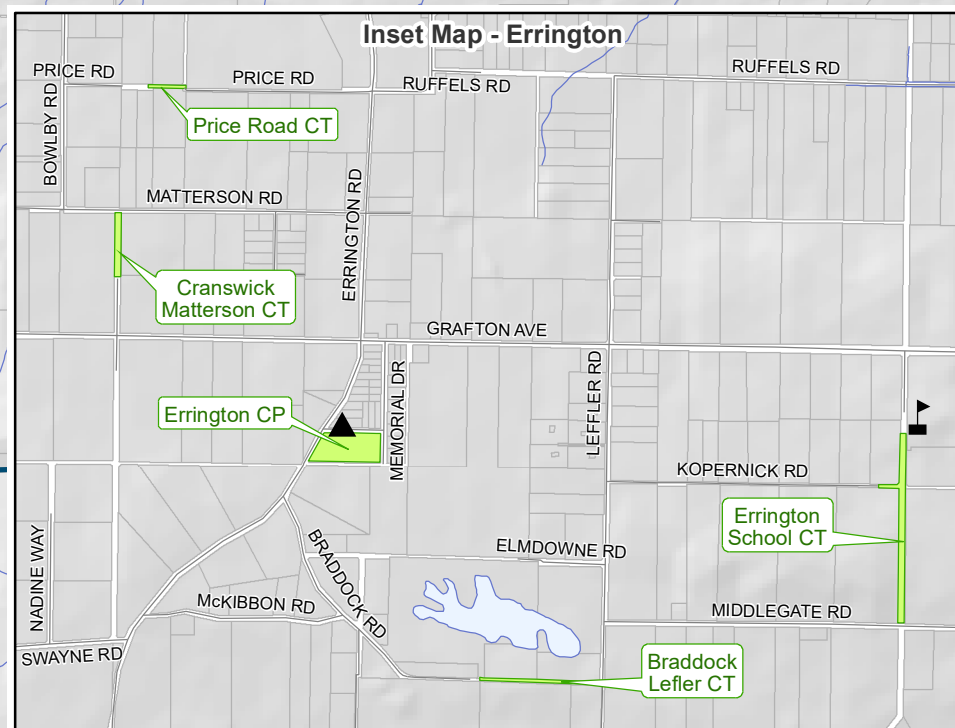 Inset Map - Errington
PRICE RD
PRICE RD
RUFFELS RD
RUFFELS RD
BOWLBY RD
Price Road CT
MATTERSON RD
ERRINGTON RD
Cranswick
Matterson CT
GRAFTON AVE
Errington CP
MEMORIAL DR
LEFFLER RD
KOPERNICK RD
Errington
School CT
NADINE WAY
BRADDOCK RD
ELMDOWNE RD
McKIBBON RD
MIDDLEGATE RD
SWAYNE RD
Braddock
Lefler CT